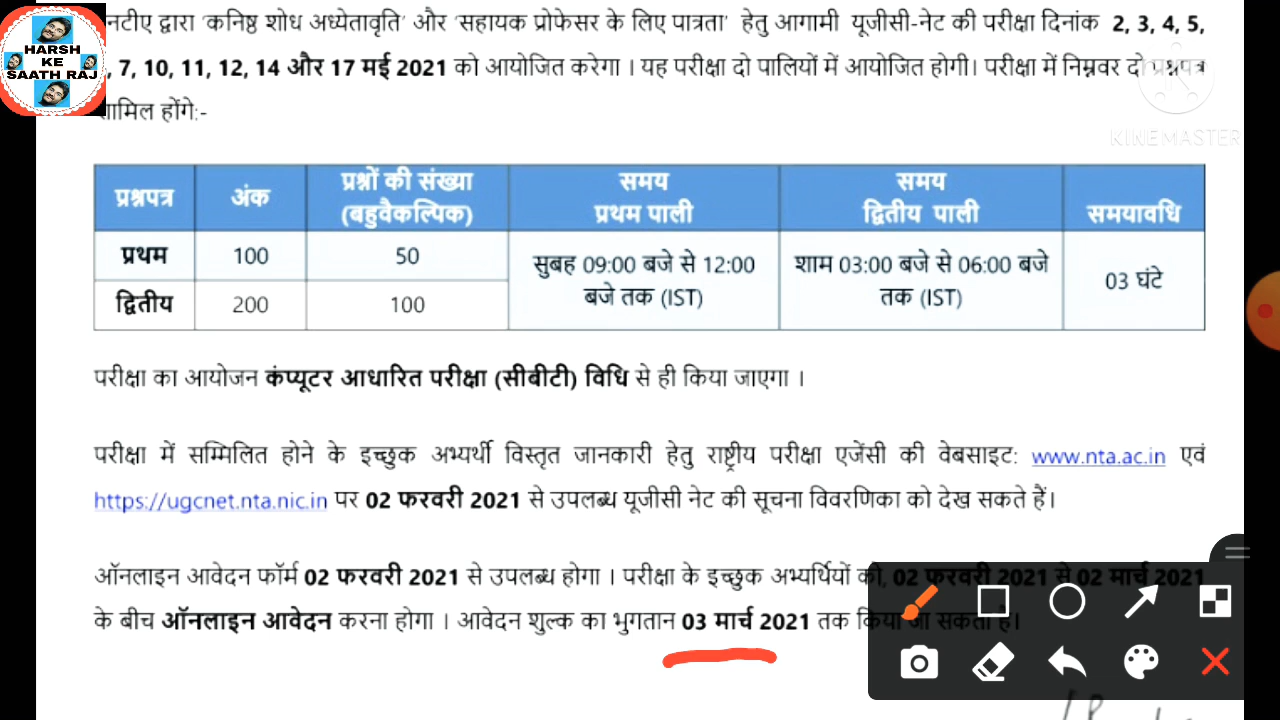 HARSH
KE
SAATH RAJ
नटीए द्वारा 'कनिष्ठ शोध अध्येतावृति' और 'सहायक प्रोफेसर के लिए पात्रता' हेतु आगामी यूजीसी-नेट की परीक्षा दिनांक 2, 3, 4, 5,
, 7, 10, 11, 12, 14 और 17 मई 2021 को आयोजित करेगा । यह परीक्षा दो पालियों में आयोजित होगी। परीक्षा में निम्नवर दो प्रश्नपत्र
शामिल होंगे:-
KINEMASTER
प्रश्नपत्र अंक प्रश्नों की संख्या (बहुवैकल्पिक) समय प्रथम पाली समय द्वितीय पाली समयावधि
प्रथम 100 50 सुबह 09:00 बजे से 12:00 बजे तक (IST) शाम 03:00 बजे से 06:00 बजे तक (IST) 03 घंटे
द्वितीय 200 100
परीक्षा का आयोजन कंप्यूटर आधारित परीक्षा (सीबीटी) विधि से ही किया जाएगा ।
परीक्षा में सम्मिलित होने के इच्छुक अभ्यर्थी विस्तृत जानकारी हेतु राष्ट्रीय परीक्षा एजेंसी की वेबसाइट: www.nta.ac.in एवं
https://ugcnet.nta.nic.in पर 02 फरवरी 2021 से उपलब्ध यूजीसी नेट की सूचना विवरणिका को देख सकते हैं।
ऑनलाइन आवेदन फॉर्म 02 फरवरी 2021 से उपलब्ध होगा । परीक्षा के इच्छुक अभ्यर्थियों को, 02 फरवरी 2021 से 02 मार्च 2021
के बीच ऑनलाइन आवेदन करना होगा । आवेदन शुल्क का भुगतान 03 मार्च 2021 तक किया जा सकता है।